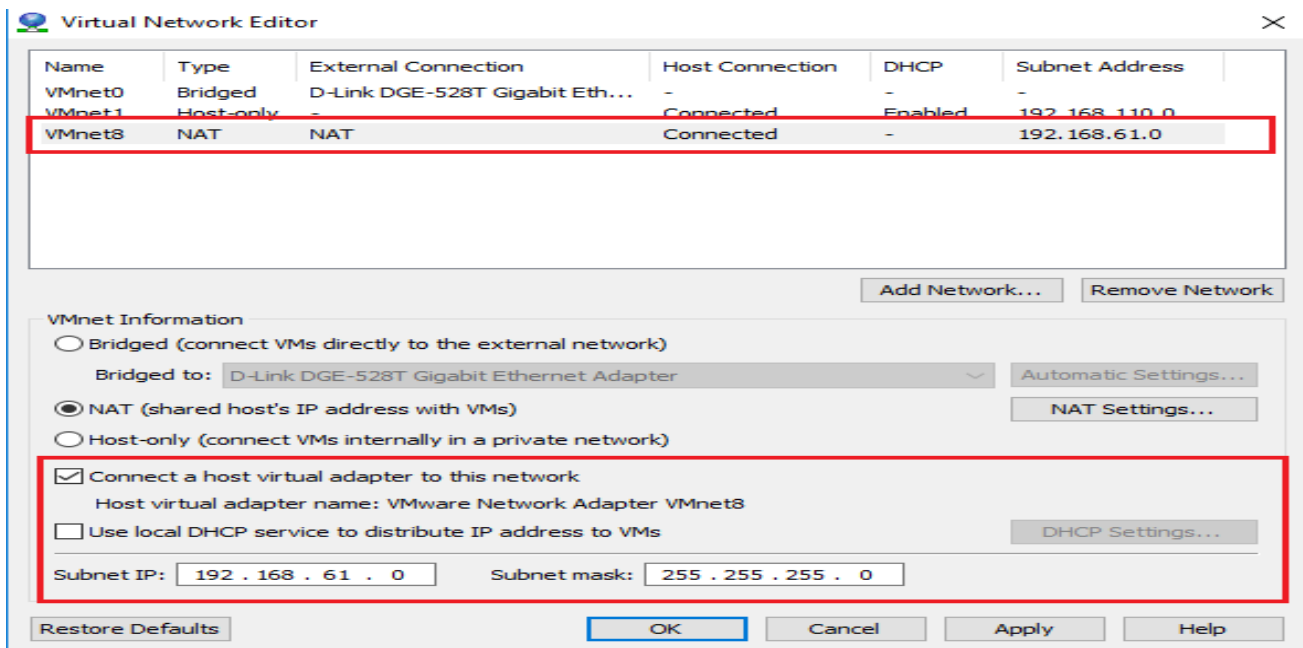 Virtual Network Editor
Name Type External Connection Host Connection DHCP Subnet Address
VMnet0 Bridged D-Link DGE-528T Gigabit Eth... - - -
VMnet1 Host-only - Connected Enabled 192.168.110.0
VMnet8 NAT NAT Connected - 192.168.61.0
Add Network... Remove Network
VMnet Information
Bridged (connect VMs directly to the external network)
Bridged to: D-Link DGE-528T Gigabit Ethernet Adapter Automatic Settings...
NAT (shared host's IP address with VMs) NAT Settings...
Host-only (connect VMs internally in a private network)
Connect a host virtual adapter to this network
Host virtual adapter name: VMware Network Adapter VMnet8
Use local DHCP service to distribute IP address to VMs DHCP Settings...
Subnet IP: 192 . 168 . 61 . 0 Subnet mask: 255 . 255 . 255 . 0
Restore Defaults OK Cancel Apply Help